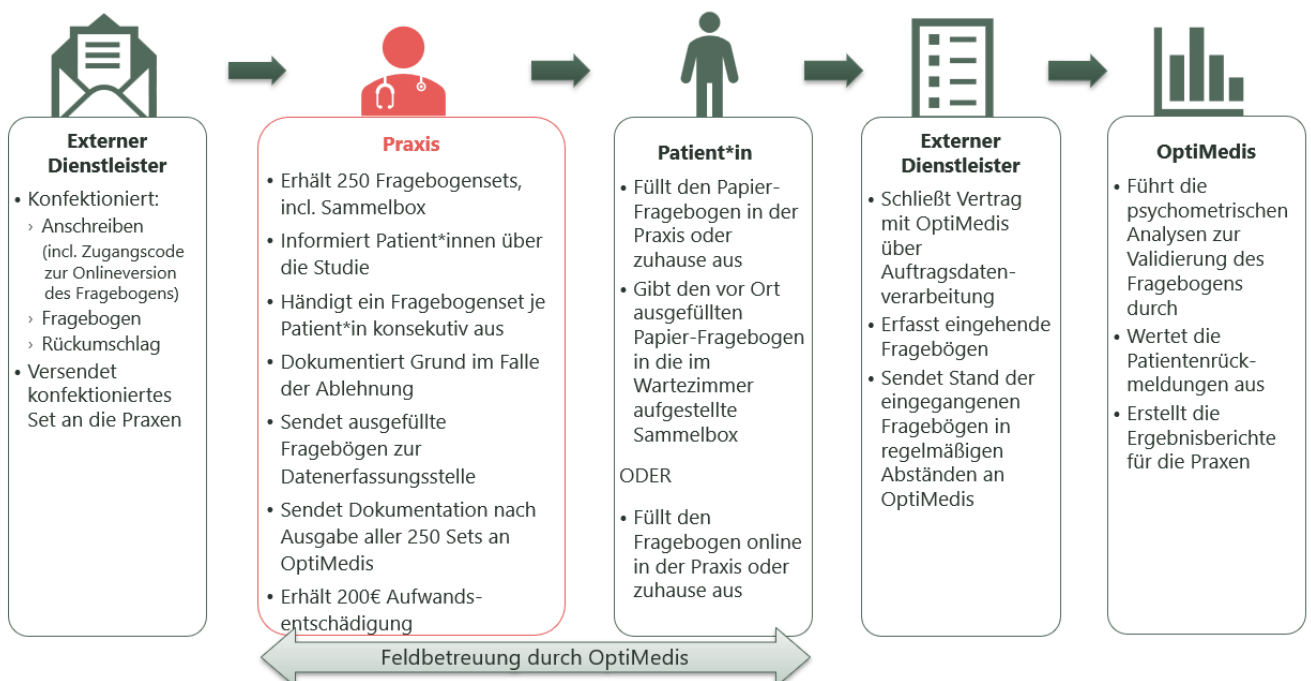 Externer
Dienstleister
• Konfektioniert:
› Anschreiben
(incl. Zugangscode
zur Onlineversion
des Fragebogens)
› Fragebogen
› Rückumschlag
• Versendet
konfektioniertes
Set an die Praxen
Praxis
• Erhält 250 Fragebogensets,
incl. Sammelbox
• Informiert Patient*innen über
die Studie
• Händigt ein Fragebogenset je
Patient*in konsekutiv aus
• Dokumentiert Grund im Falle
der Ablehnung
• Sendet ausgefüllte
Fragebögen zur
Datenerfassungsstelle
• Sendet Dokumentation nach
Ausgabe aller 250 Sets an
OptiMedis
• Erhält 200€ Aufwands-
entschädigung
Patient*in
• Füllt den Papier-
Fragebogen in der
Praxis oder
zuhause aus
• Gibt den vor Ort
ausgefüllten
Papier-Fragebogen
in die im
Wartezimmer
aufgestellte
Sammelbox
ODER
• Füllt den
Fragebogen online
in der Praxis oder
zuhause aus
Externer
Dienstleister
• Schließt Vertrag
mit OptiMedis
über
Auftragsdaten-
verarbeitung
• Erfasst eingehende
Fragebögen
• Sendet Stand der
eingegangenen
Fragebögen in
regelmäßigen
Abständen an
OptiMedis
OptiMedis
• Führt die
psychometrischen
Analysen zur
Validierung des
Fragebogens
durch
• Wertet die
Patientenrück-
meldungen aus
• Erstellt die
Ergebnisberichte
für die Praxen
Feldbetreuung durch OptiMedis